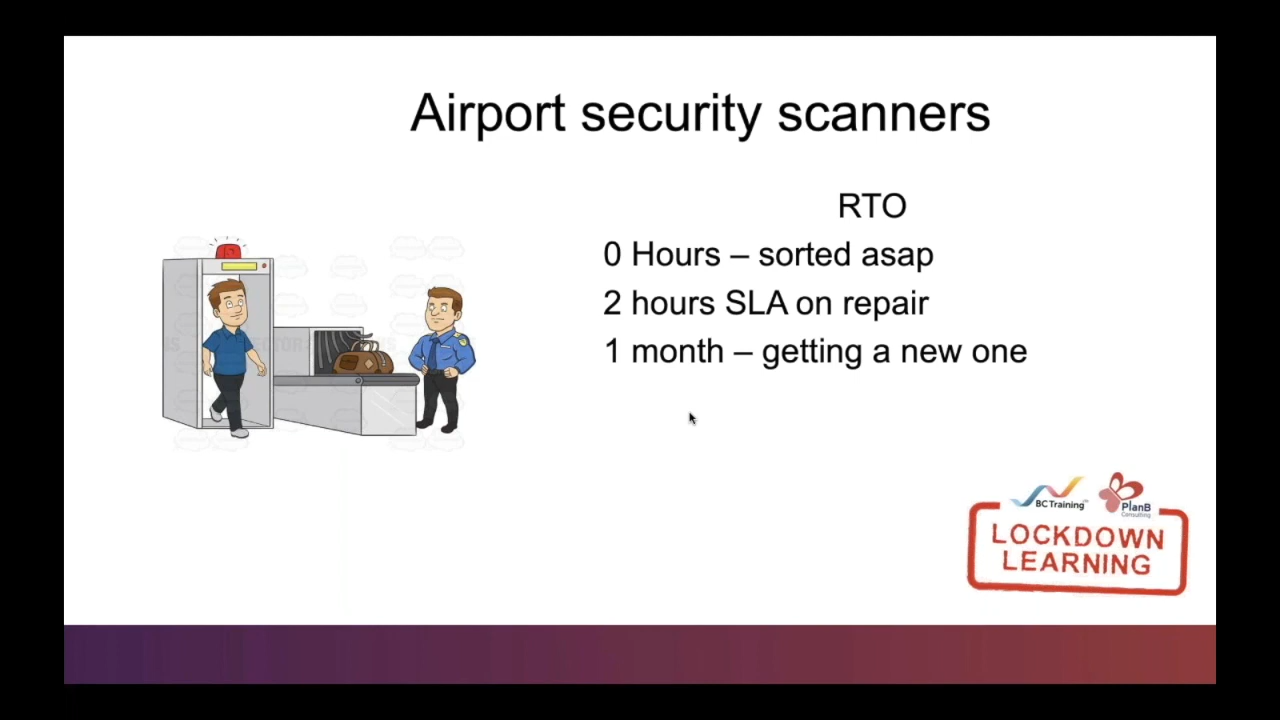 Airport security scanners
RTO
0 Hours – sorted asap
2 hours SLA on repair
1 month – getting a new one
BC Training
PlanB
Consulting
LOCKDOWN
LEARNING